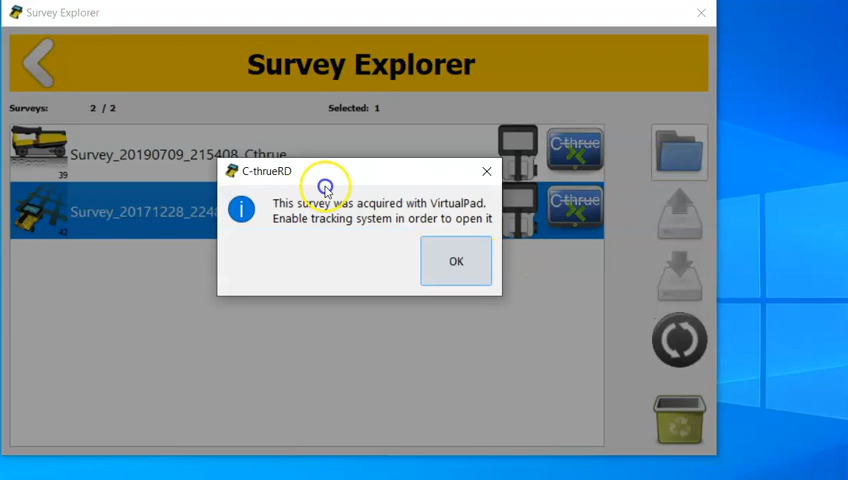 Survey Explorer
Survey Explorer
Surveys: 2 / 2 Selected: 1
39
Survey_20190709_215408_Cthrue
C-thrue
C-thrueRD
This survey was acquired with VirtualPad.
Enable tracking system in order to open it
OK
42
Survey_20171228_224
C-thrue